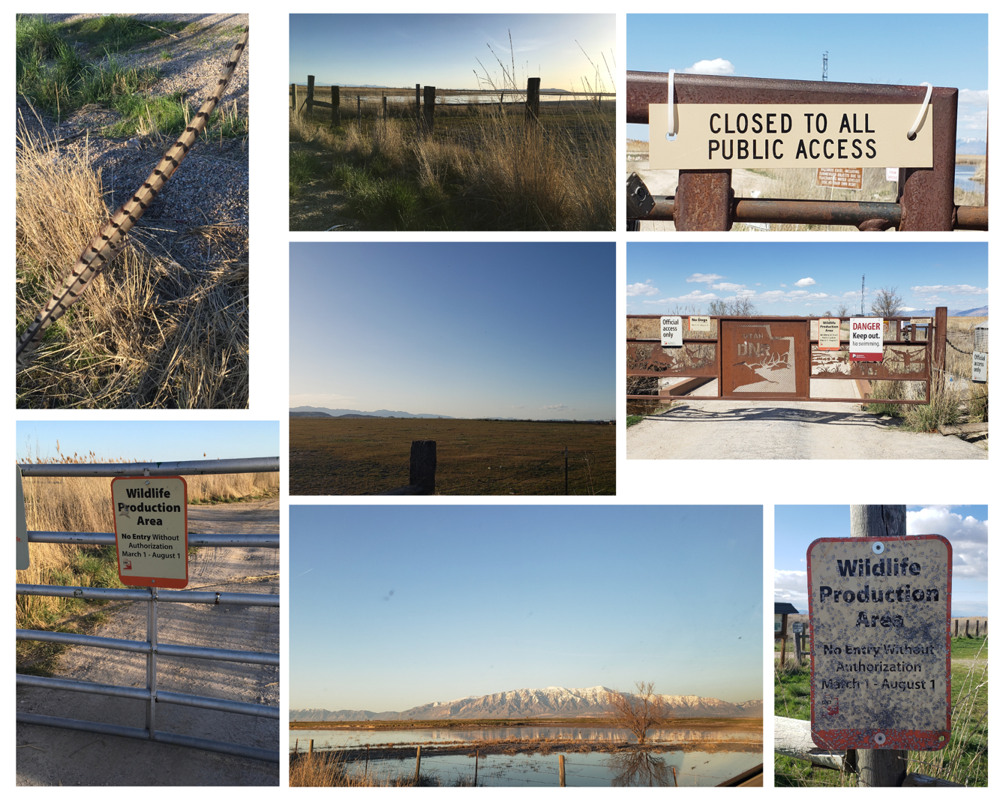 CLOSED TO ALL
PUBLIC ACCESS
Official
access
only
No Dogs
UTAH
DNR
Wildlife
Production
Area
DANGER
Keep out.
No swimming.
Official
access
only
Wildlife
Production
Area
No Entry Without
Authorization
March 1 - August 1
Wildlife
Production
Area
No Entry Without
Authorization
March 1 - August 1